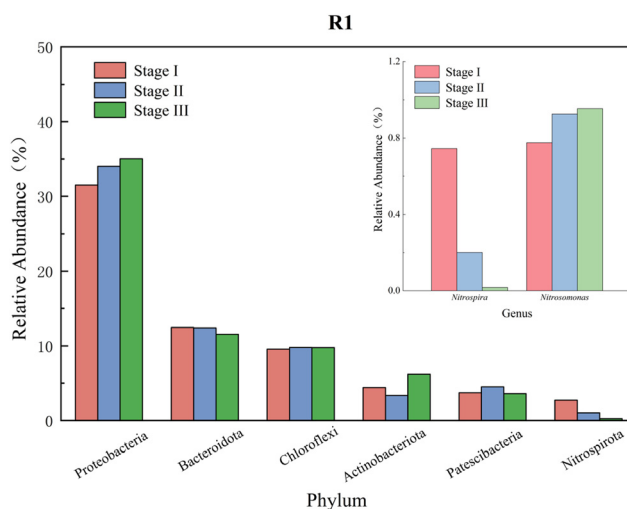 R1
Relative Abundance (%)
50
40
30
20
10
0
Stage I
Stage II
Stage III
Proteobacteria
Bacteroidota
Chloroflexi
Actinobacteriota
Patescibacteria
Nitrospirota
Phylum
Relative Abundance (%)
1.2
0.8
0.4
0.0
Stage I
Stage II
Stage III
Nitrospira
Nitrosomonas
Genus